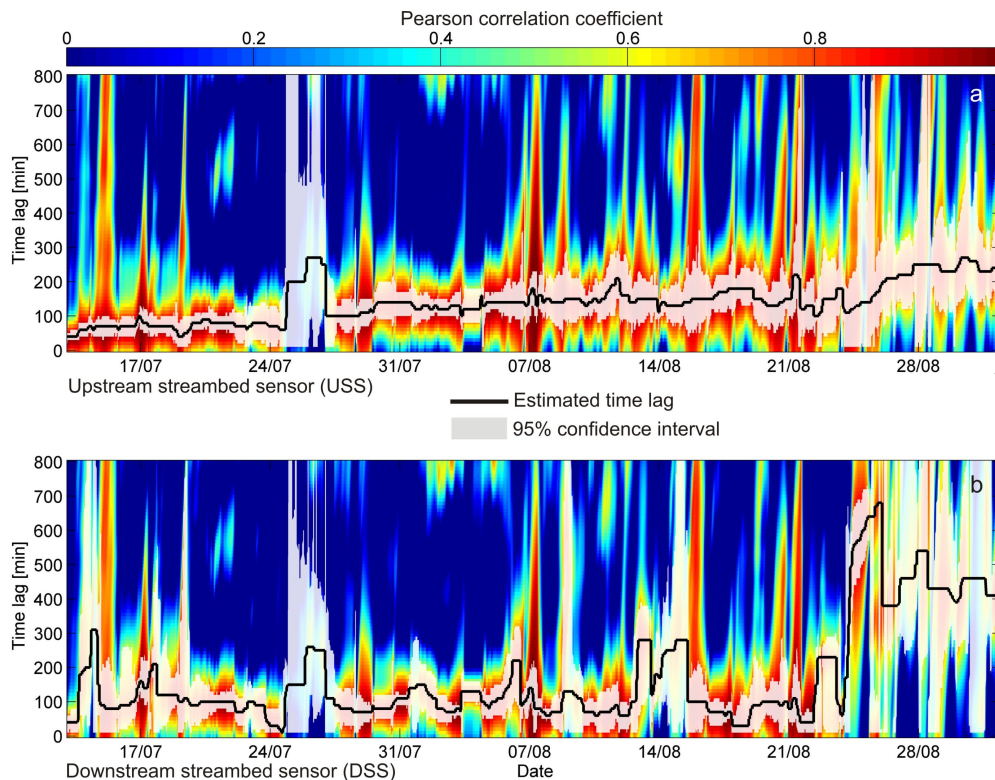 Pearson correlation coefficient
0 0.2 0.4 0.6 0.8
800
700
600
500
400
300
200
100
0
Time lag [min]
a
17/07 24/07 31/07 07/08 14/08 21/08 28/08
Upstream streambed sensor (USS)
Estimated time lag
95% confidence interval
800
700
600
500
400
300
200
100
0
Time lag [min]
b
17/07 24/07 31/07 07/08 14/08 21/08 28/08
Downstream streambed sensor (DSS) Date